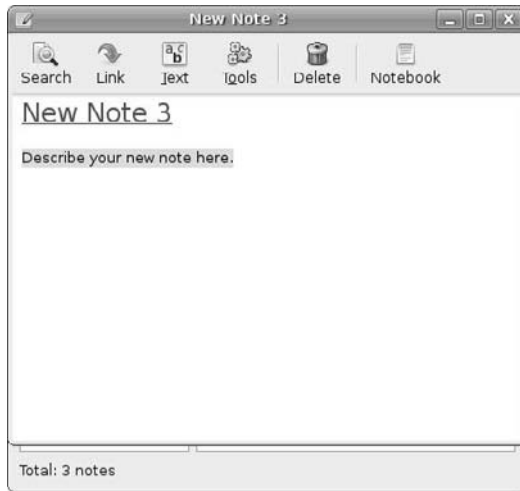 New Note 3
Search Link Text Tools Delete Notebook
New Note 3
Describe your new note here.
Total: 3 notes